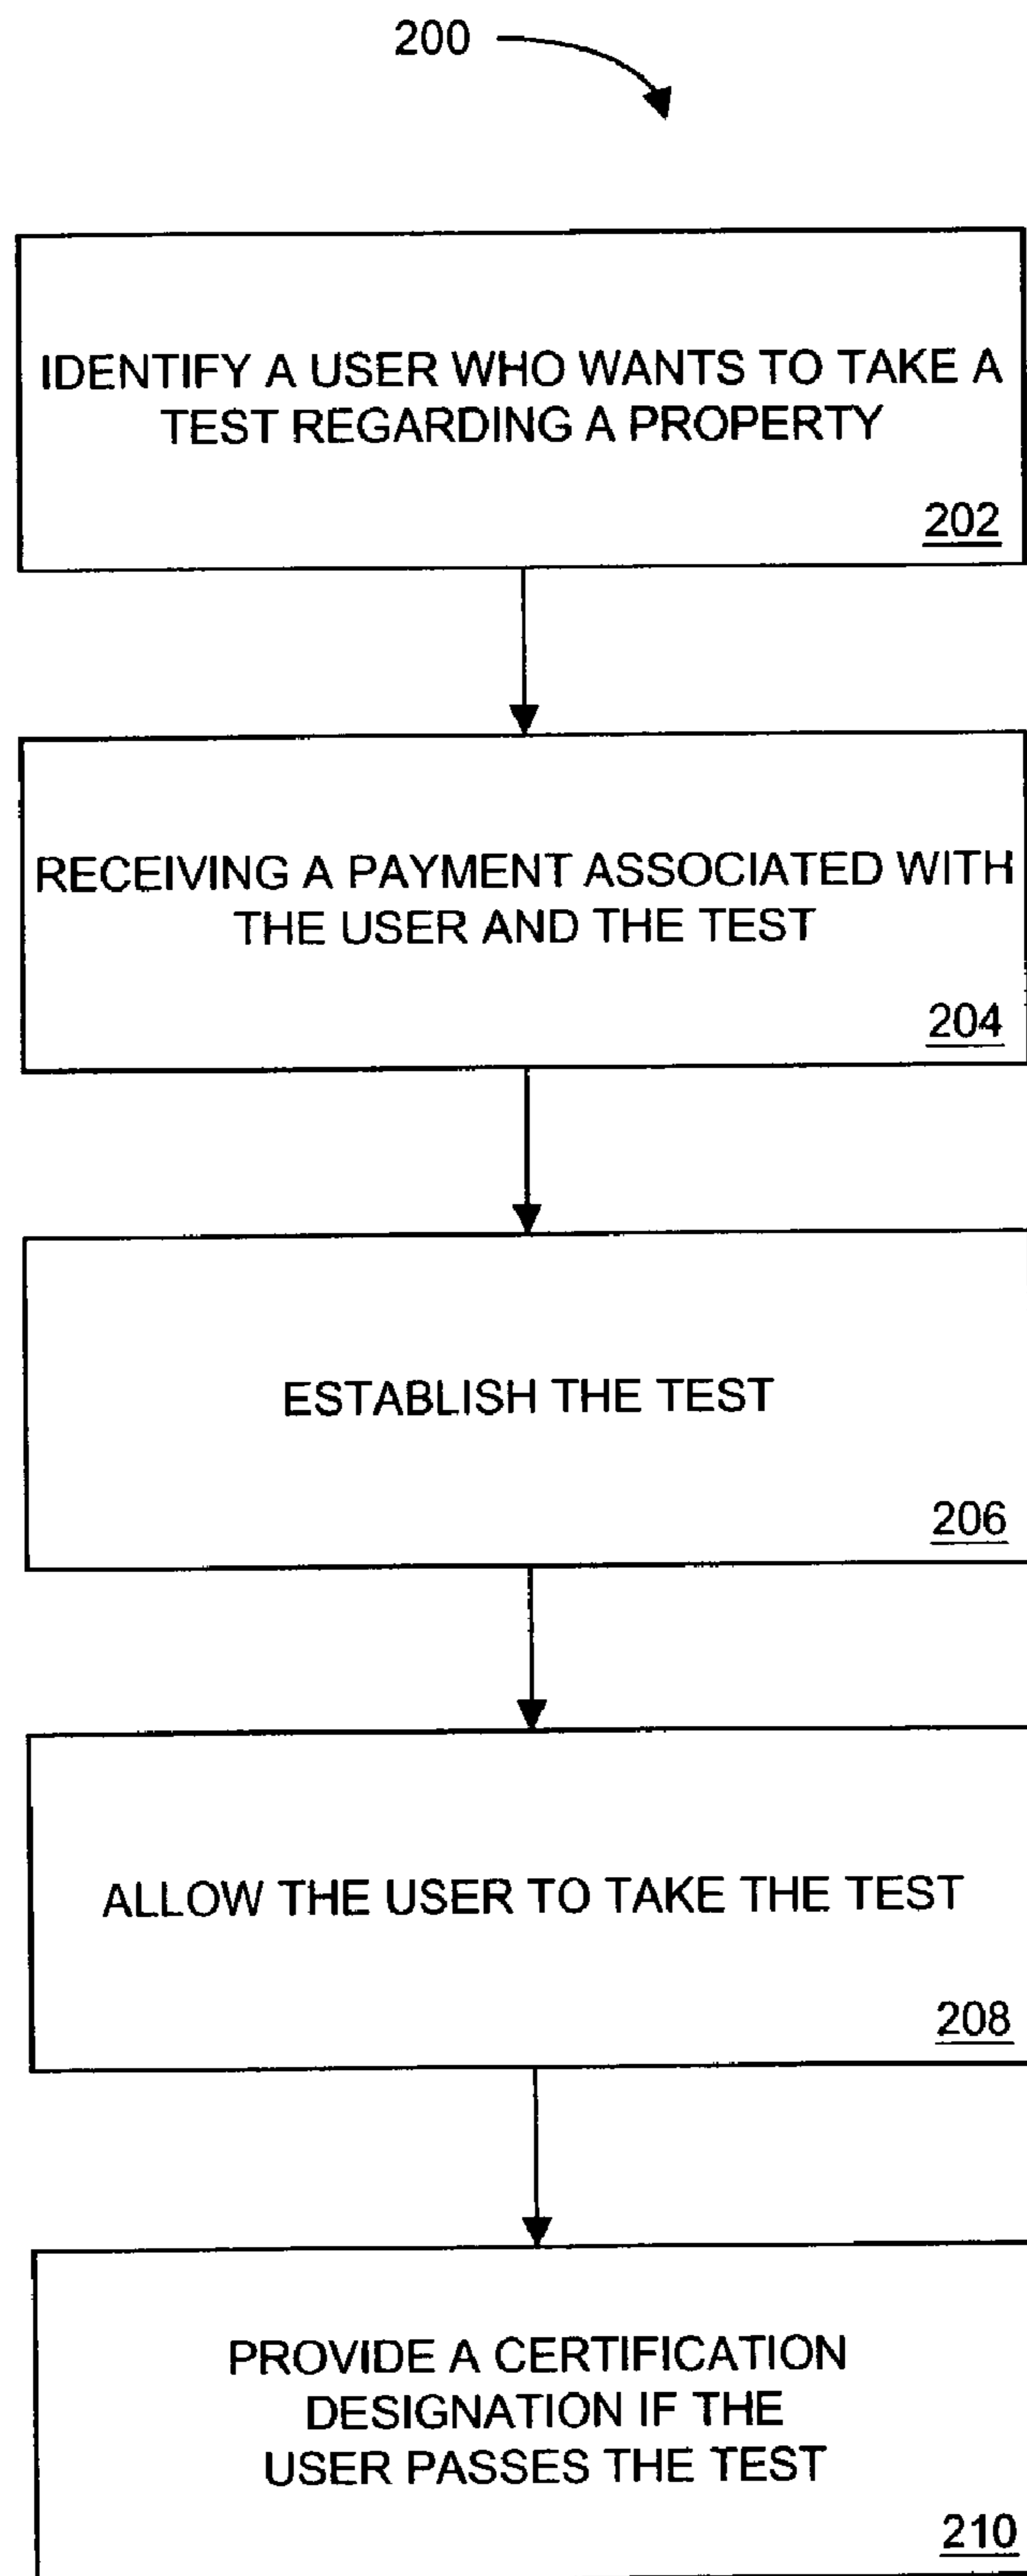 200
IDENTIFY A USER WHO WANTS TO TAKE A
TEST REGARDING A PROPERTY
202
RECEIVING A PAYMENT ASSOCIATED WITH
THE USER AND THE TEST
204
ESTABLISH THE TEST
206
ALLOW THE USER TO TAKE THE TEST
208
PROVIDE A CERTIFICATION
DESIGNATION IF THE
USER PASSES THE TEST
210